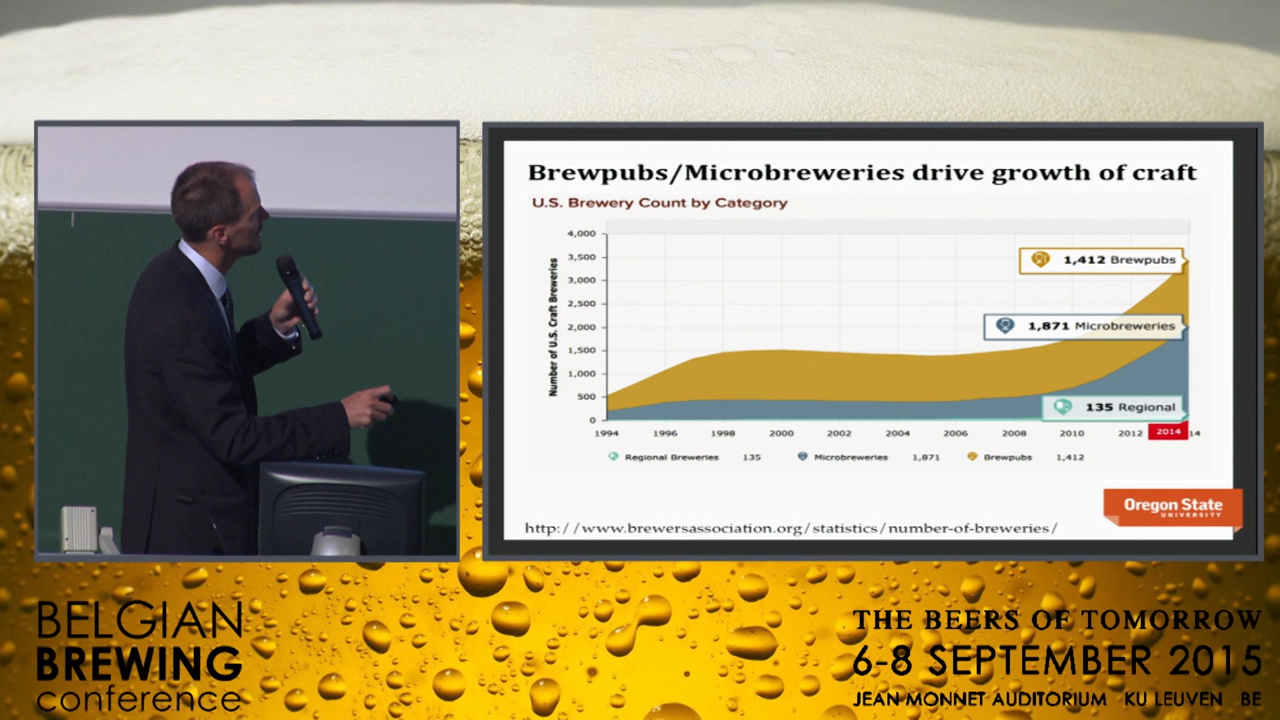 Brewpubs/Microbreweries drive growth of craft
U.S. Brewery Count by Category
Number of U.S. Craft Breweries
4,000
3,500
3,000
2,500
2,000
1,500
1,000
500
0
1,412 Brewpubs
1,871 Microbreweries
135 Regional
1994 1996 1998 2000 2002 2004 2006 2008 2010 2012 2014 14
Regional Breweries 135 Microbreweries 1,871 Brewpubs 1,412
Oregon State
UNIVERSITY
http://www.brewersassociation.org/statistics/number-of-breweries/
BELGIAN
BREWING
conference
THE BEERS OF TOMORROW
6-8 SEPTEMBER 2015
JEAN MONNET AUDITORIUM KU LEUVEN BE